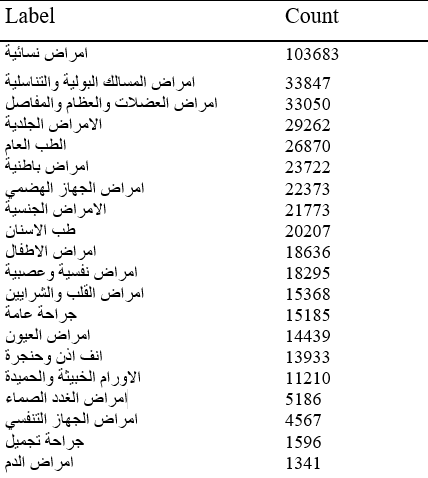 Label Count
امراض نسائية 103683
امراض المسالك البولية والتناسلية 33847
امراض العضلات والعظام والمفاصل 33050
الامراض الجلدية 29262
الطب العام 26870
امراض باطنية 23722
امراض الجهاز الهضمي 22373
الامراض الجنسية 21773
طب الاسنان 20207
امراض الاطفال 18636
امراض نفسية وعصبية 18295
امراض القلب والشرايين 15368
جراحة عامة 15185
امراض العيون 14439
انف اذن وحنجرة 13933
الاورام الخبيثة والحميدة 11210
امراض الغدد الصماء 5186
امراض الجهاز التنفسي 4567
جراحة تجميل 1596
امراض الدم 1341